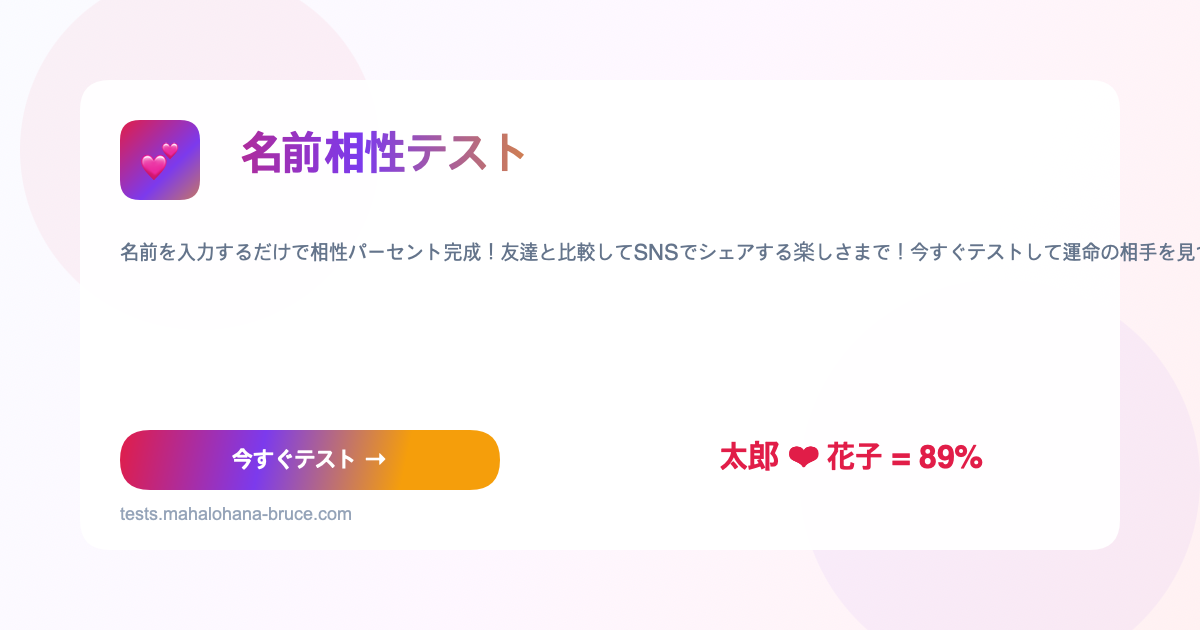 名前相性テスト
名前を入力するだけで相性パーセント完成！友達と比較してSNSでシェアする楽しさまで！今すぐテストして運命の相手を見
今すぐテスト →
太郎 ❤ 花子 = 89%
tests.mahalohana-bruce.com